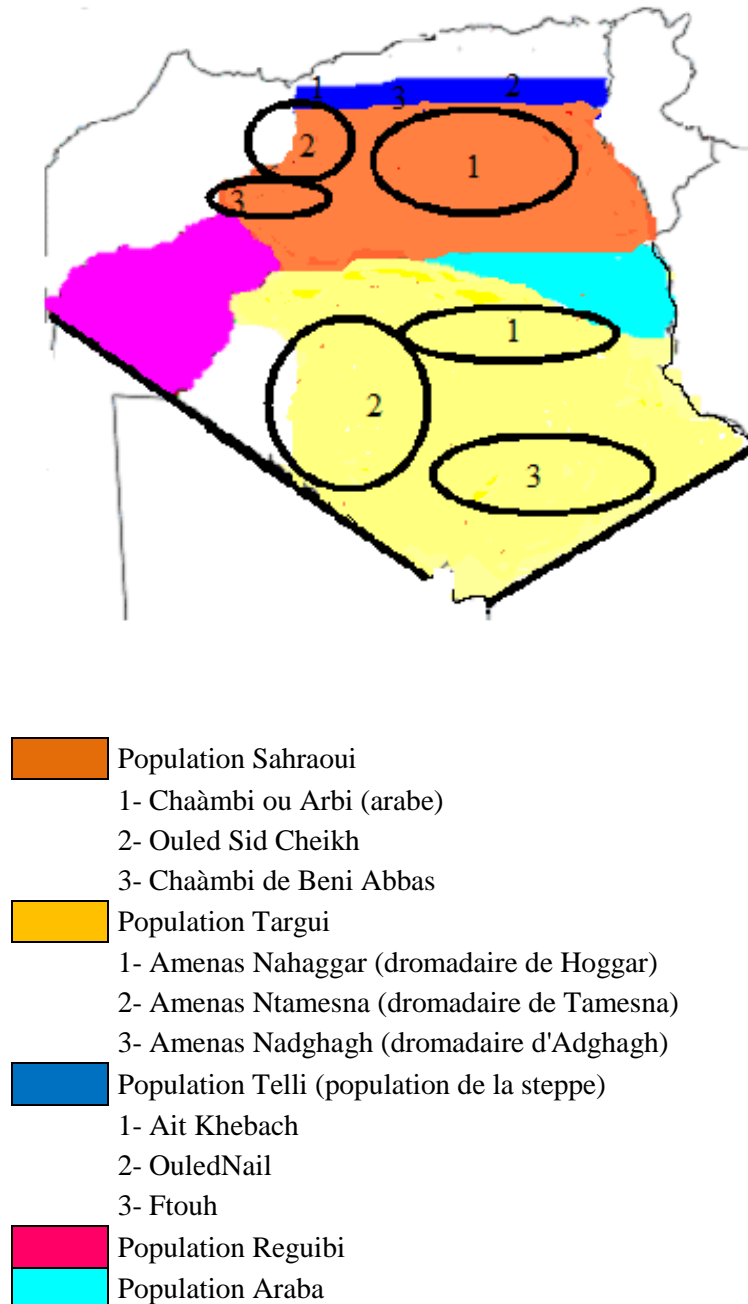 1
2
3
2
1
3
1
2
3
Population Sahraoui
1- Chaàmbi ou Arbi (arabe)
2- Ouled Sid Cheikh
3- Chaàmbi de Beni Abbas
Population Targui
1- Amenas Nahaggar (dromadaire de Hoggar)
2- Amenas Ntamesna (dromadaire de Tamesna)
3- Amenas Nadghagh (dromadaire d'Adghagh)
Population Telli (population de la steppe)
1- Ait Khebach
2- OuledNail
3- Ftouh
Population Reguibi
Population Araba